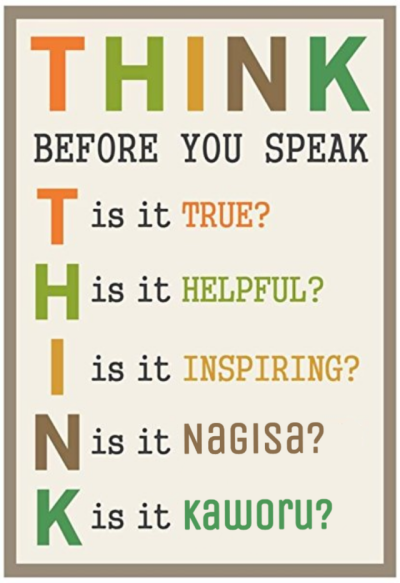 THINK
BEFORE YOU SPEAK
T is it TRUE?
H is it HELPFUL?
I is it INSPIRING?
N is it NAGISA?
K is it KAWORU?